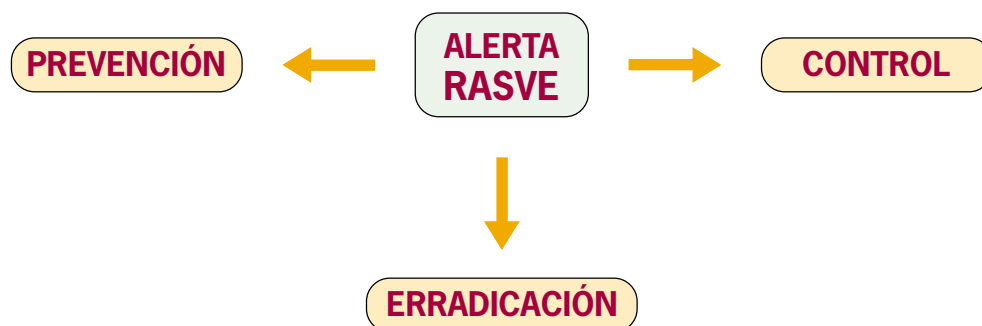 ALERTA
RASVE
PREVENCIÓN
CONTROL
ERRADICACIÓN